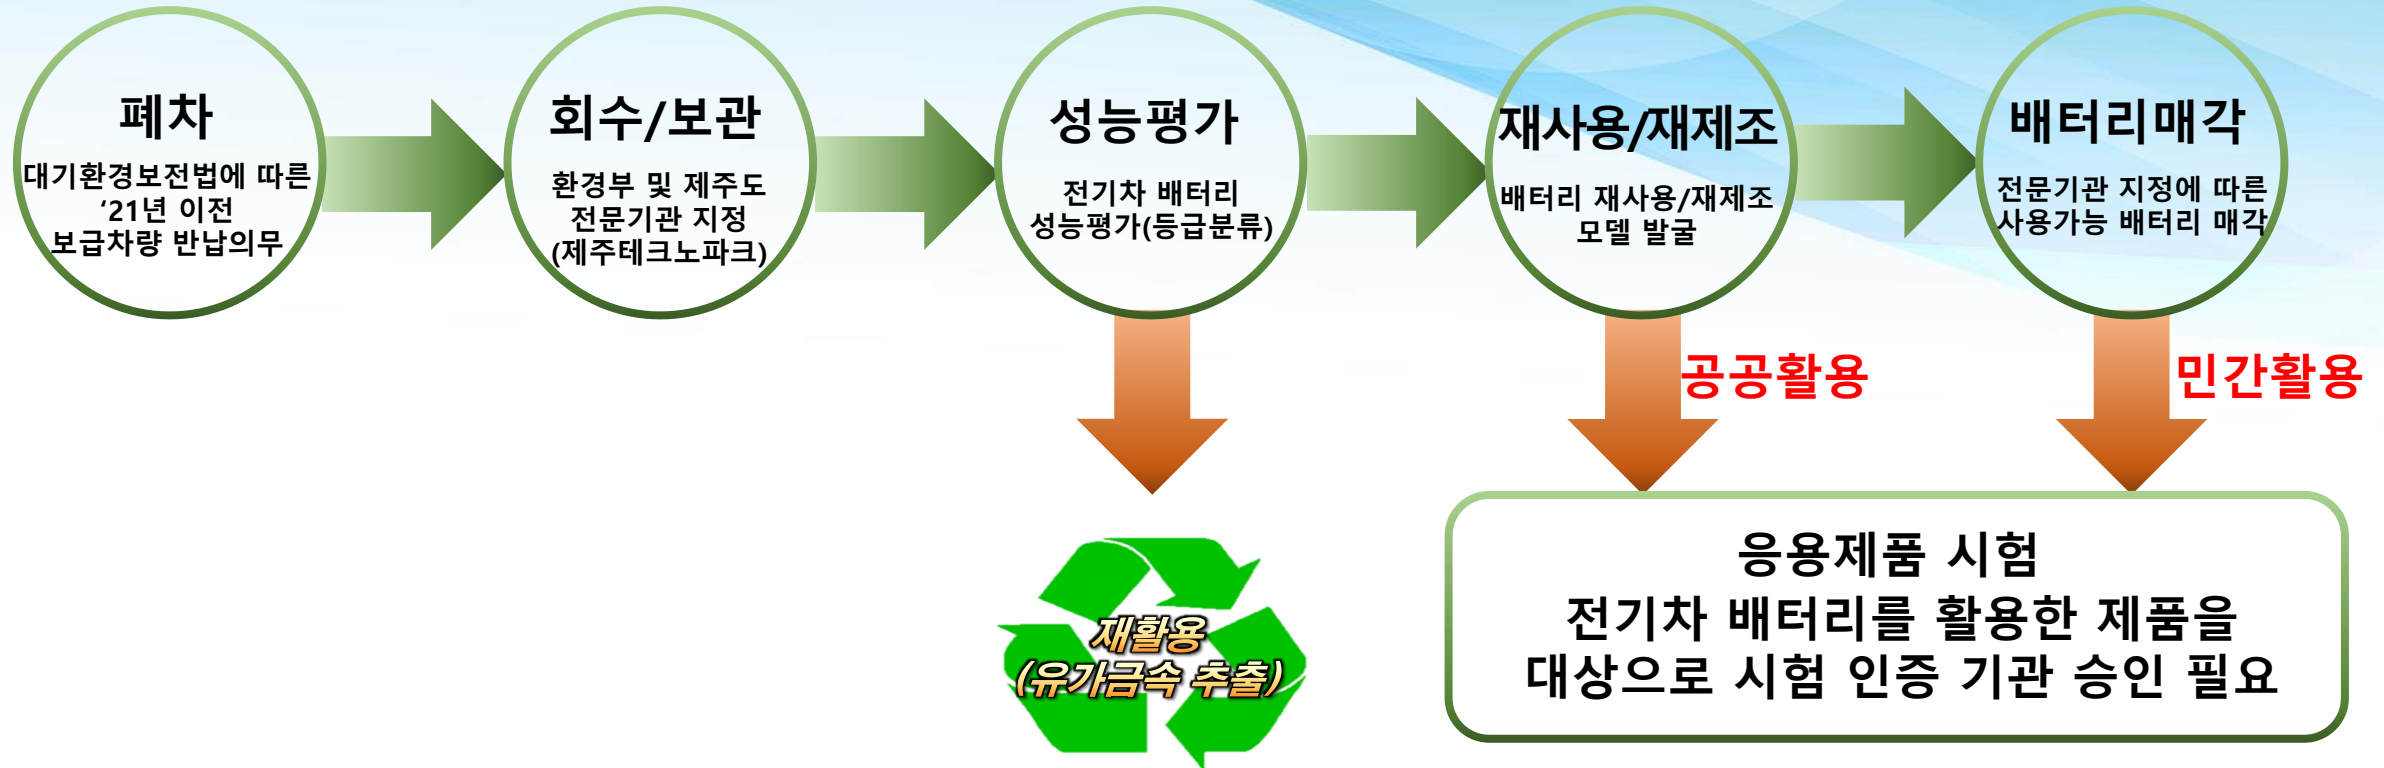 폐차
대기환경보전법에 따른
‘21년 이전
보급차량 반납의무
회수/보관
환경부 및 제주도
전문기관 지정
(제주테크노파크)
성능평가
전기차 배터리
성능평가(등급분류)
재사용/재제조
배터리 재사용/재제조
모델 발굴
배터리매각
전문기관 지정에 따른
사용가능 배터리 매각
공공활용
민간활용
재활용
(유가금속 추출)
응용제품 시험
전기차 배터리를 활용한 제품을
대상으로 시험 인증 기관 승인 필요